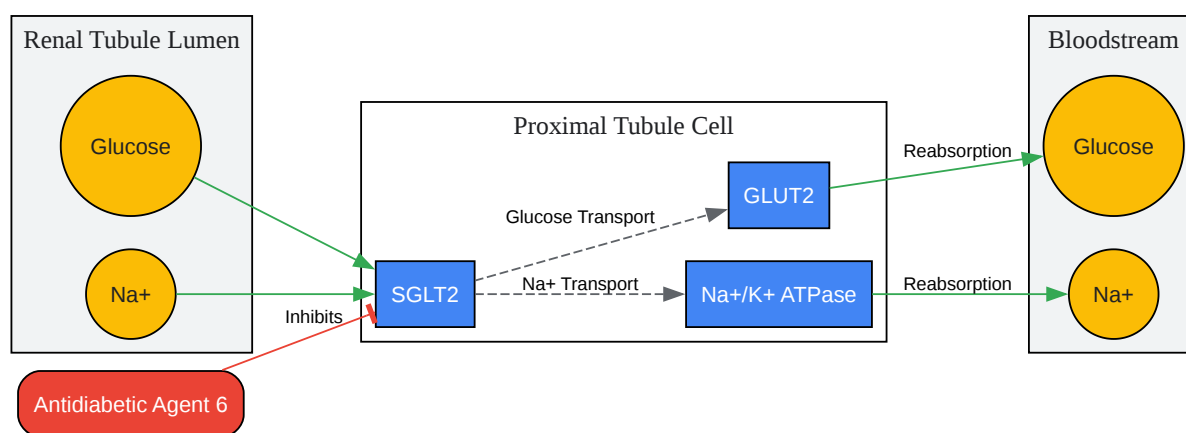 Renal Tubule Lumen
Bloodstream
Proximal Tubule Cell
Glucose
Reabsorption
Glucose
GLUT2
Glucose Transport
Na+
SGLT2
Na+ Transport
Na+/K+ ATPase
Reabsorption
Na+
Inhibits
Antidiabetic Agent 6